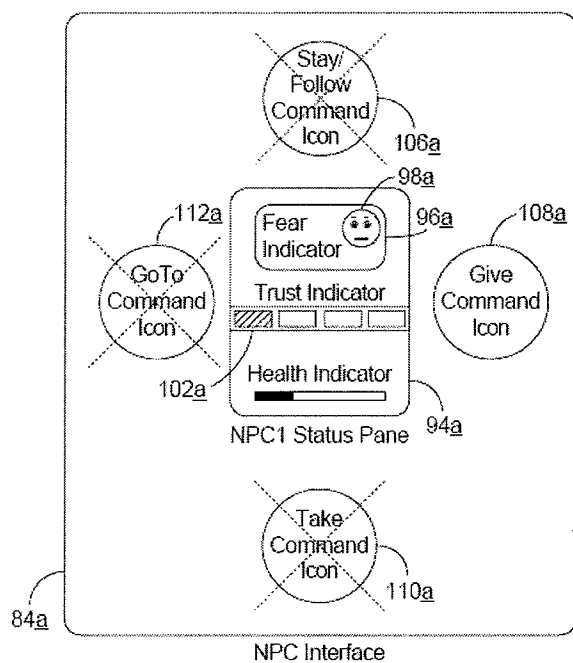 Stay/
Follow
Command
Icon
106a
98a
112a
Fear
Indicator
96a
108a
GoTo
Command
Icon
Trust Indicator
Give
Command
Icon
102a
Health Indicator
NPC1 Status Pane
94a
Take
Command
Icon
110a
84a
NPC Interface